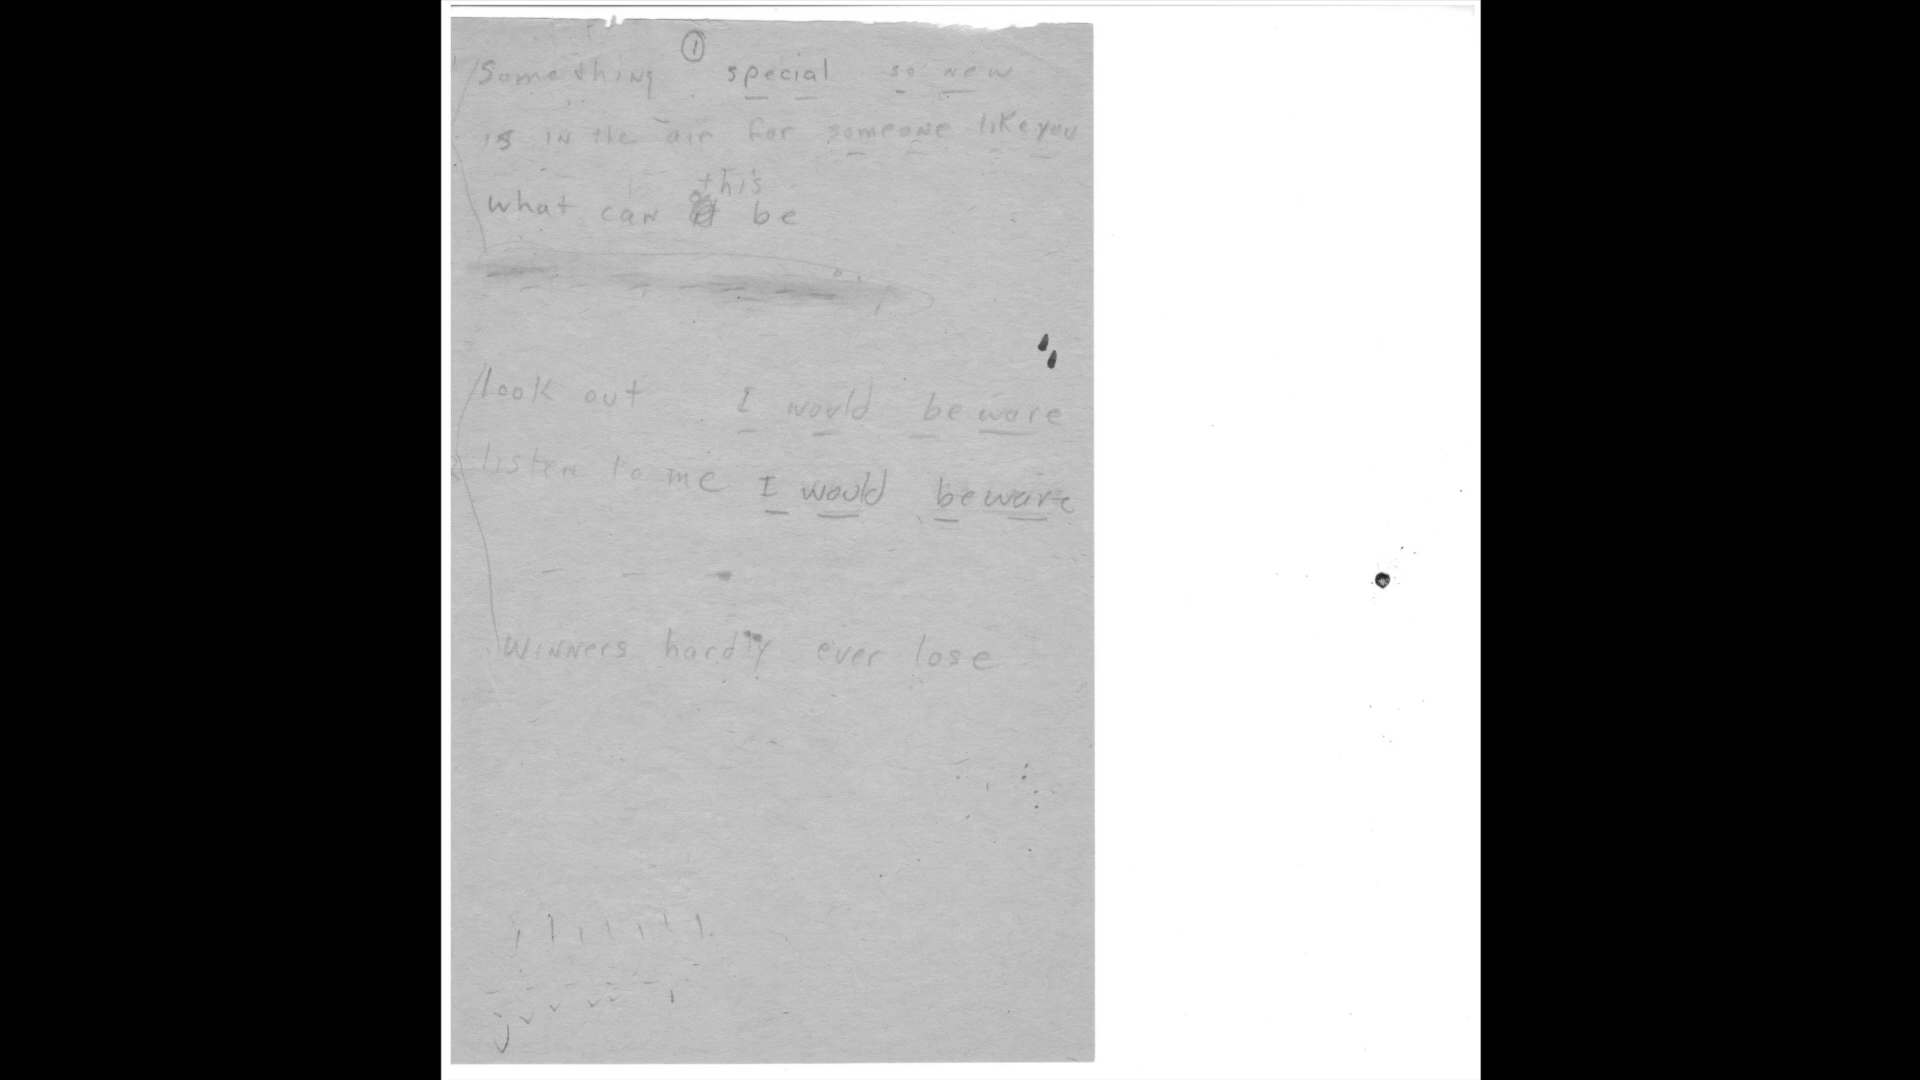 ①
Something special so new
is in the air for someone like you
this
what can be
Look out I would beware
listen to me I would beware
winners hardly ever lose